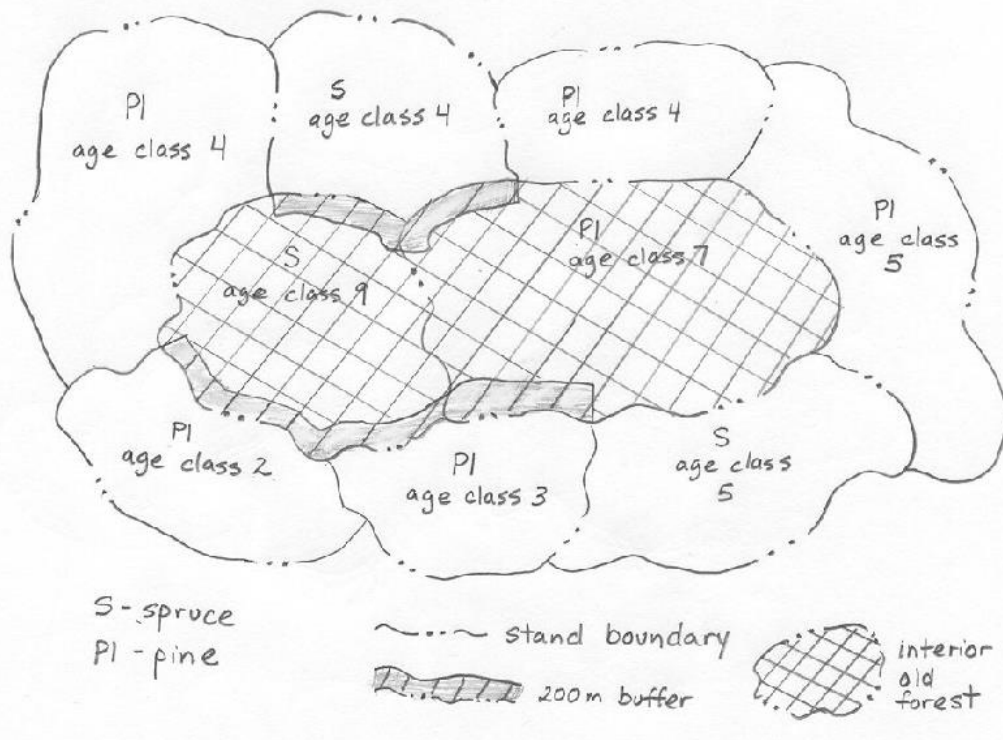 Pl
age class 4
S
age class 4
Pl
age class 4
Pl
age class
5
S
age class 9
Pl
age class 7
Pl
age class 2
Pl
age class 3
S
age class
5
S - spruce
Pl - pine
stand boundary
200m buffer
interior
old
forest